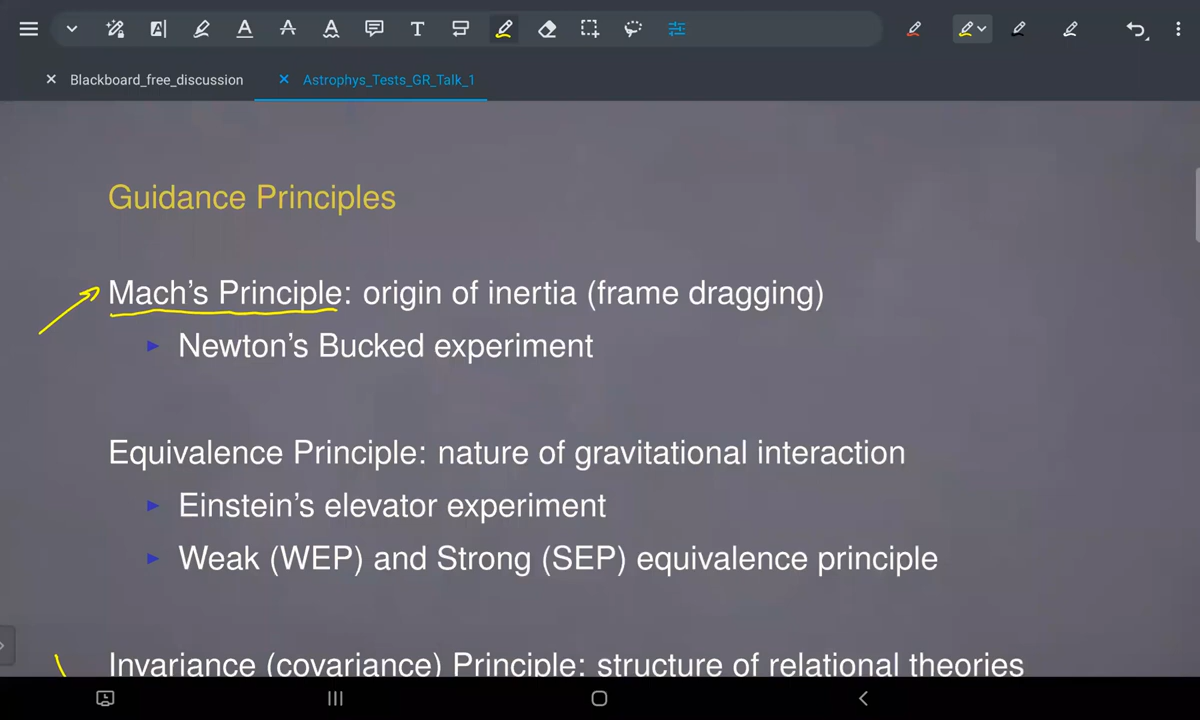 Blackboard_free_discussion
Astrophys_Tests_GR_Talk_1
Guidance Principles
Mach's Principle: origin of inertia (frame dragging)
Newton's Bucked experiment
Equivalence Principle: nature of gravitational interaction
Einstein's elevator experiment
Weak (WEP) and Strong (SEP) equivalence principle
Invariance (covariance) Principle: structure of relational theories